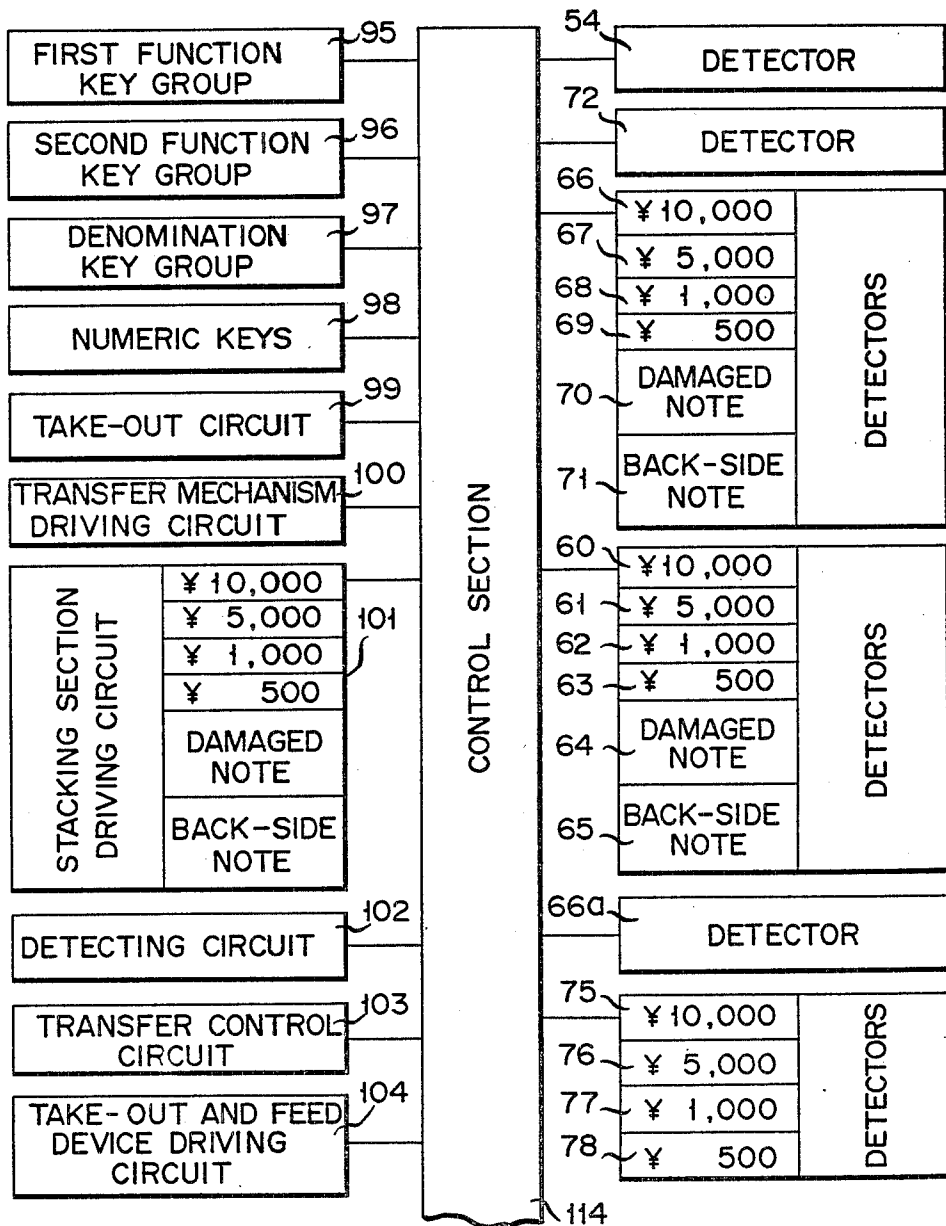 95
FIRST FUNCTION
KEY GROUP
96
SECOND FUNCTION
KEY GROUP
97
DENOMINATION
KEY GROUP
98
NUMERIC KEYS
99
TAKE-OUT CIRCUIT
100
TRANSFER MECHANISM
DRIVING CIRCUIT
STACKING SECTION
DRIVING CIRCUIT
¥ 10,000
¥ 5,000
¥ 1,000
¥ 500
DAMAGED
NOTE
BACK-SIDE
NOTE
101
102
DETECTING CIRCUIT
103
TRANSFER CONTROL
CIRCUIT
104
TAKE-OUT AND FEED
DEVICE DRIVING
CIRCUIT
CONTROL SECTION
114
54
DETECTOR
72
DETECTOR
66
¥ 10,000
67
¥ 5,000
68
¥ 1,000
69
¥ 500
70
DAMAGED
NOTE
71
BACK-SIDE
NOTE
DETECTORS
60
¥ 10,000
61
¥ 5,000
62
¥ 1,000
63
¥ 500
64
DAMAGED
NOTE
65
BACK-SIDE
NOTE
DETECTORS
66a
DETECTOR
75
¥ 10,000
76
¥ 5,000
77
¥ 1,000
78
¥ 500
DETECTORS